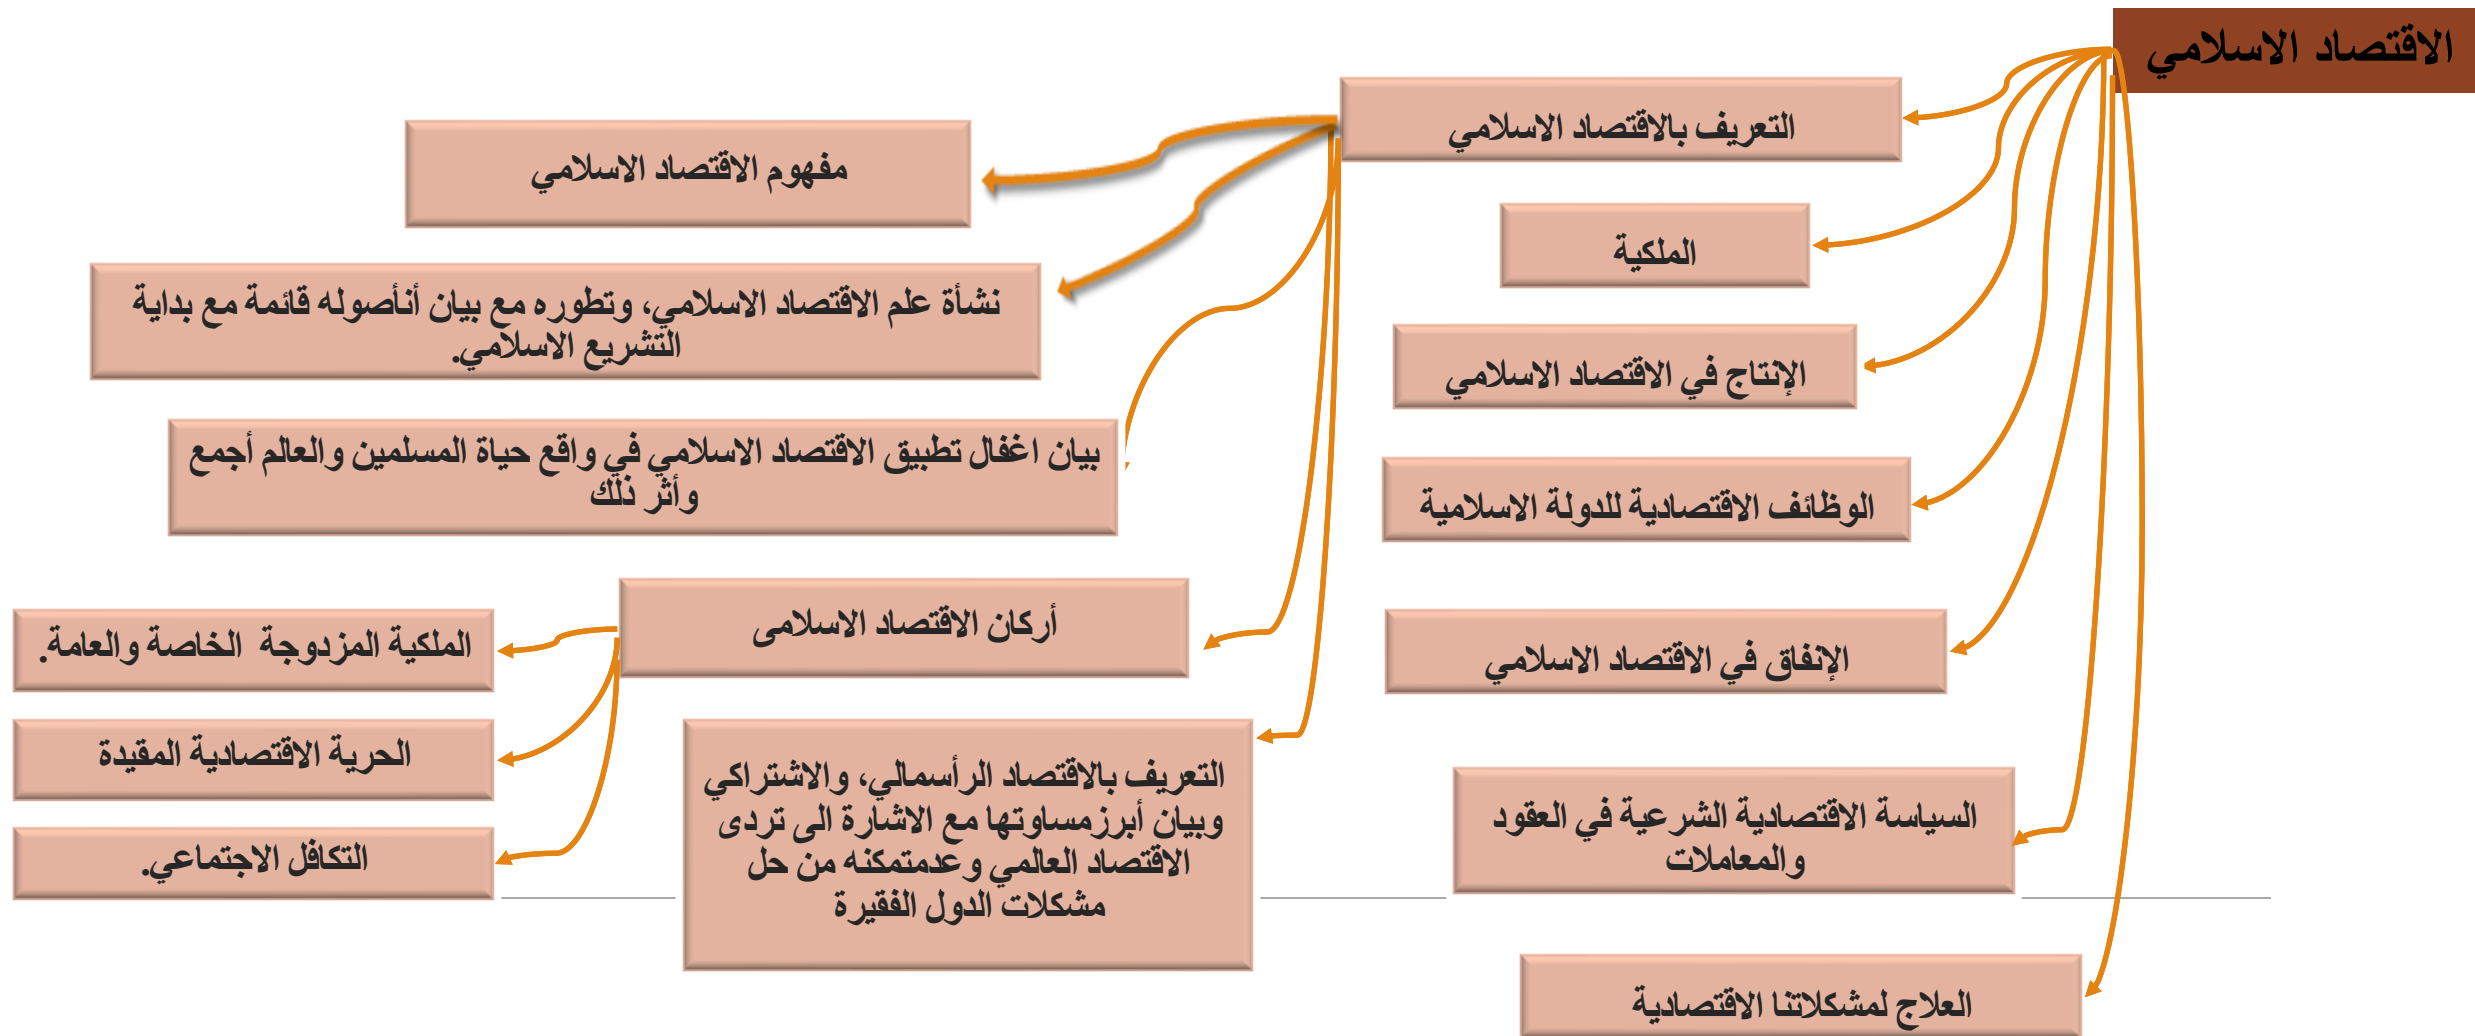 الاقتصاد الاسلامي
التعريف بالاقتصاد الاسلامي
الملكية
الإنتاج في الاقتصاد الاسلامي
الوظائف الاقتصادية للدولة الاسلامية
الإنفاق في الاقتصاد الاسلامي
السياسة الاقتصادية الشرعية في العقود
والمعاملات
العلاج لمشكلاتنا الاقتصادية
مفهوم الاقتصاد الاسلامي
نشأة علم الاقتصاد الاسلامي، وتطوره مع بيان أنأصوله قائمة مع بداية
التشريع الاسلامي.
بيان اغفال تطبيق الاقتصاد الاسلامي في واقع حياة المسلمين والعالم أجمع
وأثر ذلك
أركان الاقتصاد الاسلامى
التعريف بالاقتصاد الرأسمالي، والاشتراكي
وبيان أبرزمساوتها مع الاشارة الى تردى
الاقتصاد العالمي وعدمتمكنه من حل
مشكلات الدول الفقيرة
الملكية المزدوجة الخاصة والعامة.
الحرية الاقتصادية المقيدة
التكافل الاجتماعي.